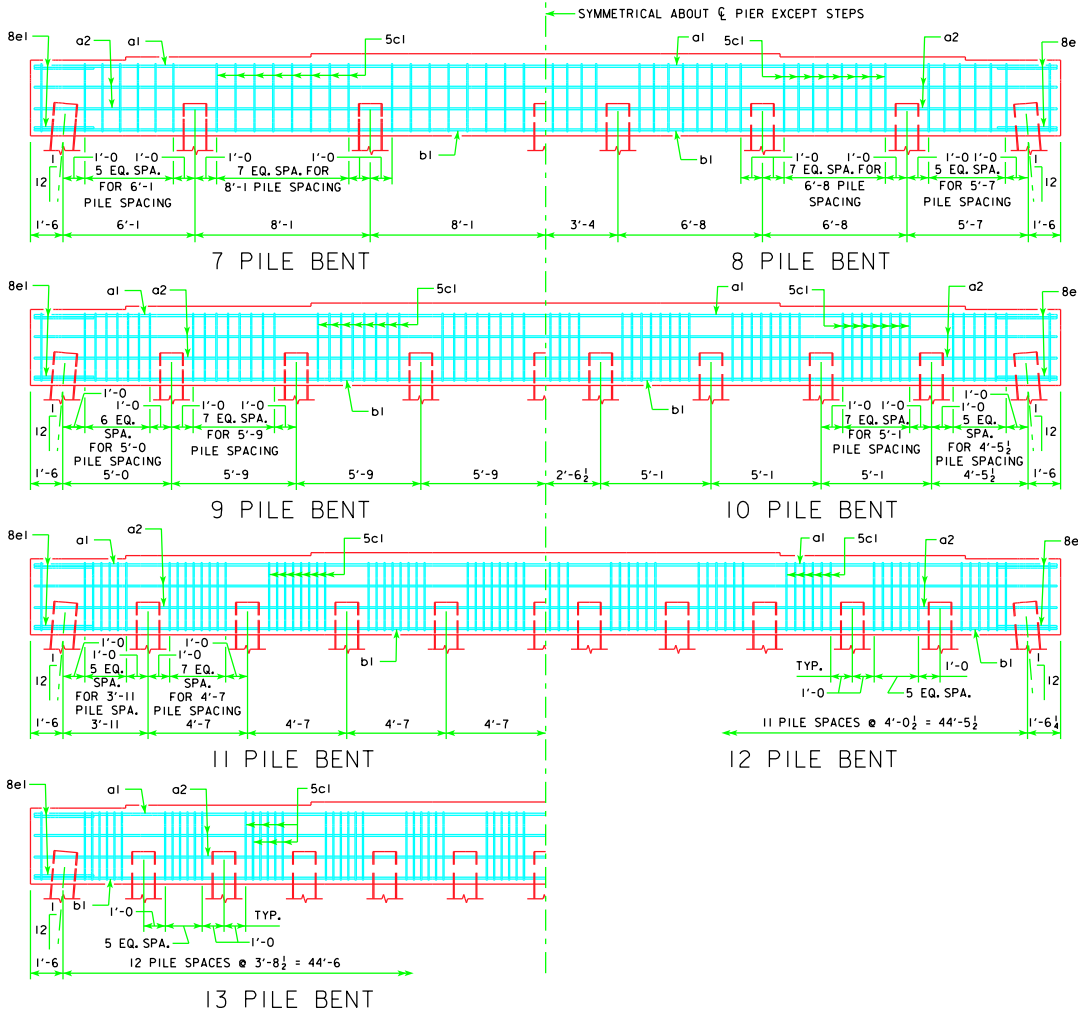 SYMMETRICAL ABOUT ℄ PIER EXCEPT STEPS
8e1 a2 a1 5c1 a1 5c1 a2 8e
b1 b1
1 12 1'-0 1'-0 1'-0 1'-0 1'-0 1'-0 1'-0 1'-0 1 12
5 EQ. SPA. 7 EQ. SPA. FOR 7 EQ. SPA. FOR 5 EQ. SPA.
FOR 6'-1 8'-1 PILE SPACING 6'-8 PILE FOR 5'-7
PILE SPACING SPACING PILE SPACING
1'-6 6'-1 8'-1 8'-1 3'-4 6'-8 6'-8 5'-7 1'-6
7 PILE BENT 8 PILE BENT
8e1 a1 a2 5c1 a1 5c1 a2 8e
b1 b1
1 12 1'-0 1'-0 1 12
1'-0 1'-0 1'-0 1'-0 1'-0 1'-0
6 EQ. 7 EQ. SPA. 7 EQ. SPA. 5 EQ.
SPA. FOR 5'-9 FOR 5'-1 SPA.
FOR 5'-0 PILE SPACING PILE SPACING FOR 4'-5½
PILE SPACING PILE SPACING
1'-6 5'-0 5'-9 5'-9 5'-9 2'-6½ 5'-1 5'-1 5'-1 4'-5½ 1'-6
9 PILE BENT 10 PILE BENT
8e1 a1 a2 5c1 a1 5c1 a2 8e
b1 b1
1 12 1'-0 1'-0 1 12
1'-0 1'-0
5 EQ. 7 EQ. TYP. 1'-0
SPA. SPA. 1'-0 5 EQ. SPA.
FOR 3'-11 FOR 4'-7
PILE SPA. PILE SPACING
1'-6 3'-11 4'-7 4'-7 4'-7 4'-7 11 PILE SPACES @ 4'-0½ = 44'-5½ 1'-6¼
11 PILE BENT 12 PILE BENT
8e1 a1 a2 5c1
b1
1 12 1'-0 TYP.
5 EQ. SPA. 1'-0
1'-6 12 PILE SPACES @ 3'-8½ = 44'-6
13 PILE BENT